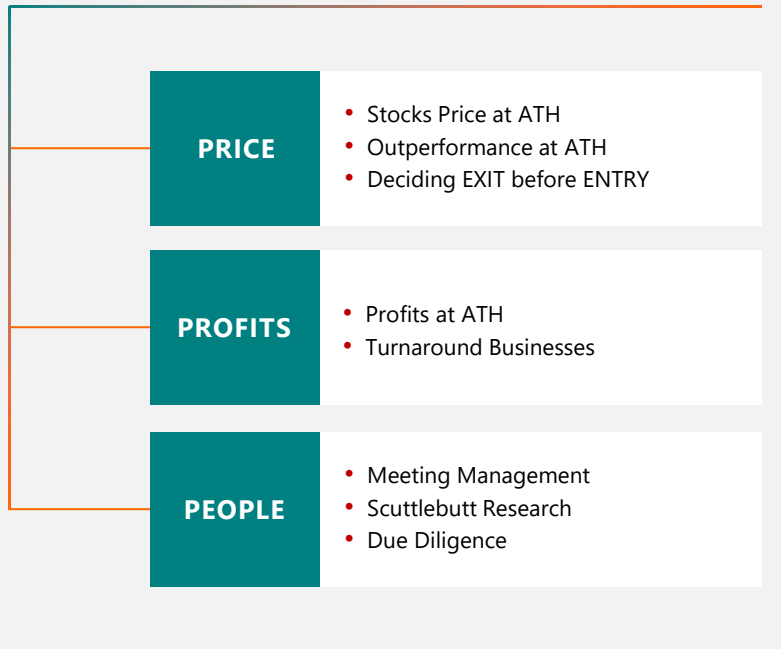 PRICE
• Stocks Price at ATH
• Outperformance at ATH
• Deciding EXIT before ENTRY
PROFITS
• Profits at ATH
• Turnaround Businesses
PEOPLE
• Meeting Management
• Scuttlebutt Research
• Due Diligence